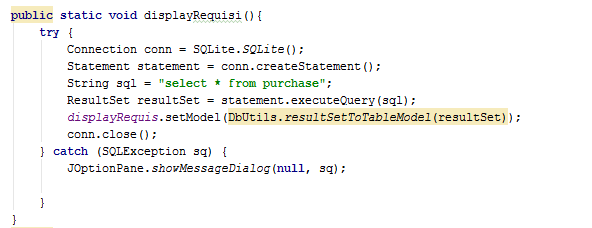 public static void displayRequisi(){
    try {
        Connection conn = SQLite.SQLite();
        Statement statement = conn.createStatement();
        String sql = "select * from purchase";
        ResultSet resultSet = statement.executeQuery(sql);
        displayRequis.setModel(DbUtils.resultSetToTableModel(resultSet));
        conn.close();
    } catch (SQLException sq) {
        JOptionPane.showMessageDialog(null, sq);
    }
}